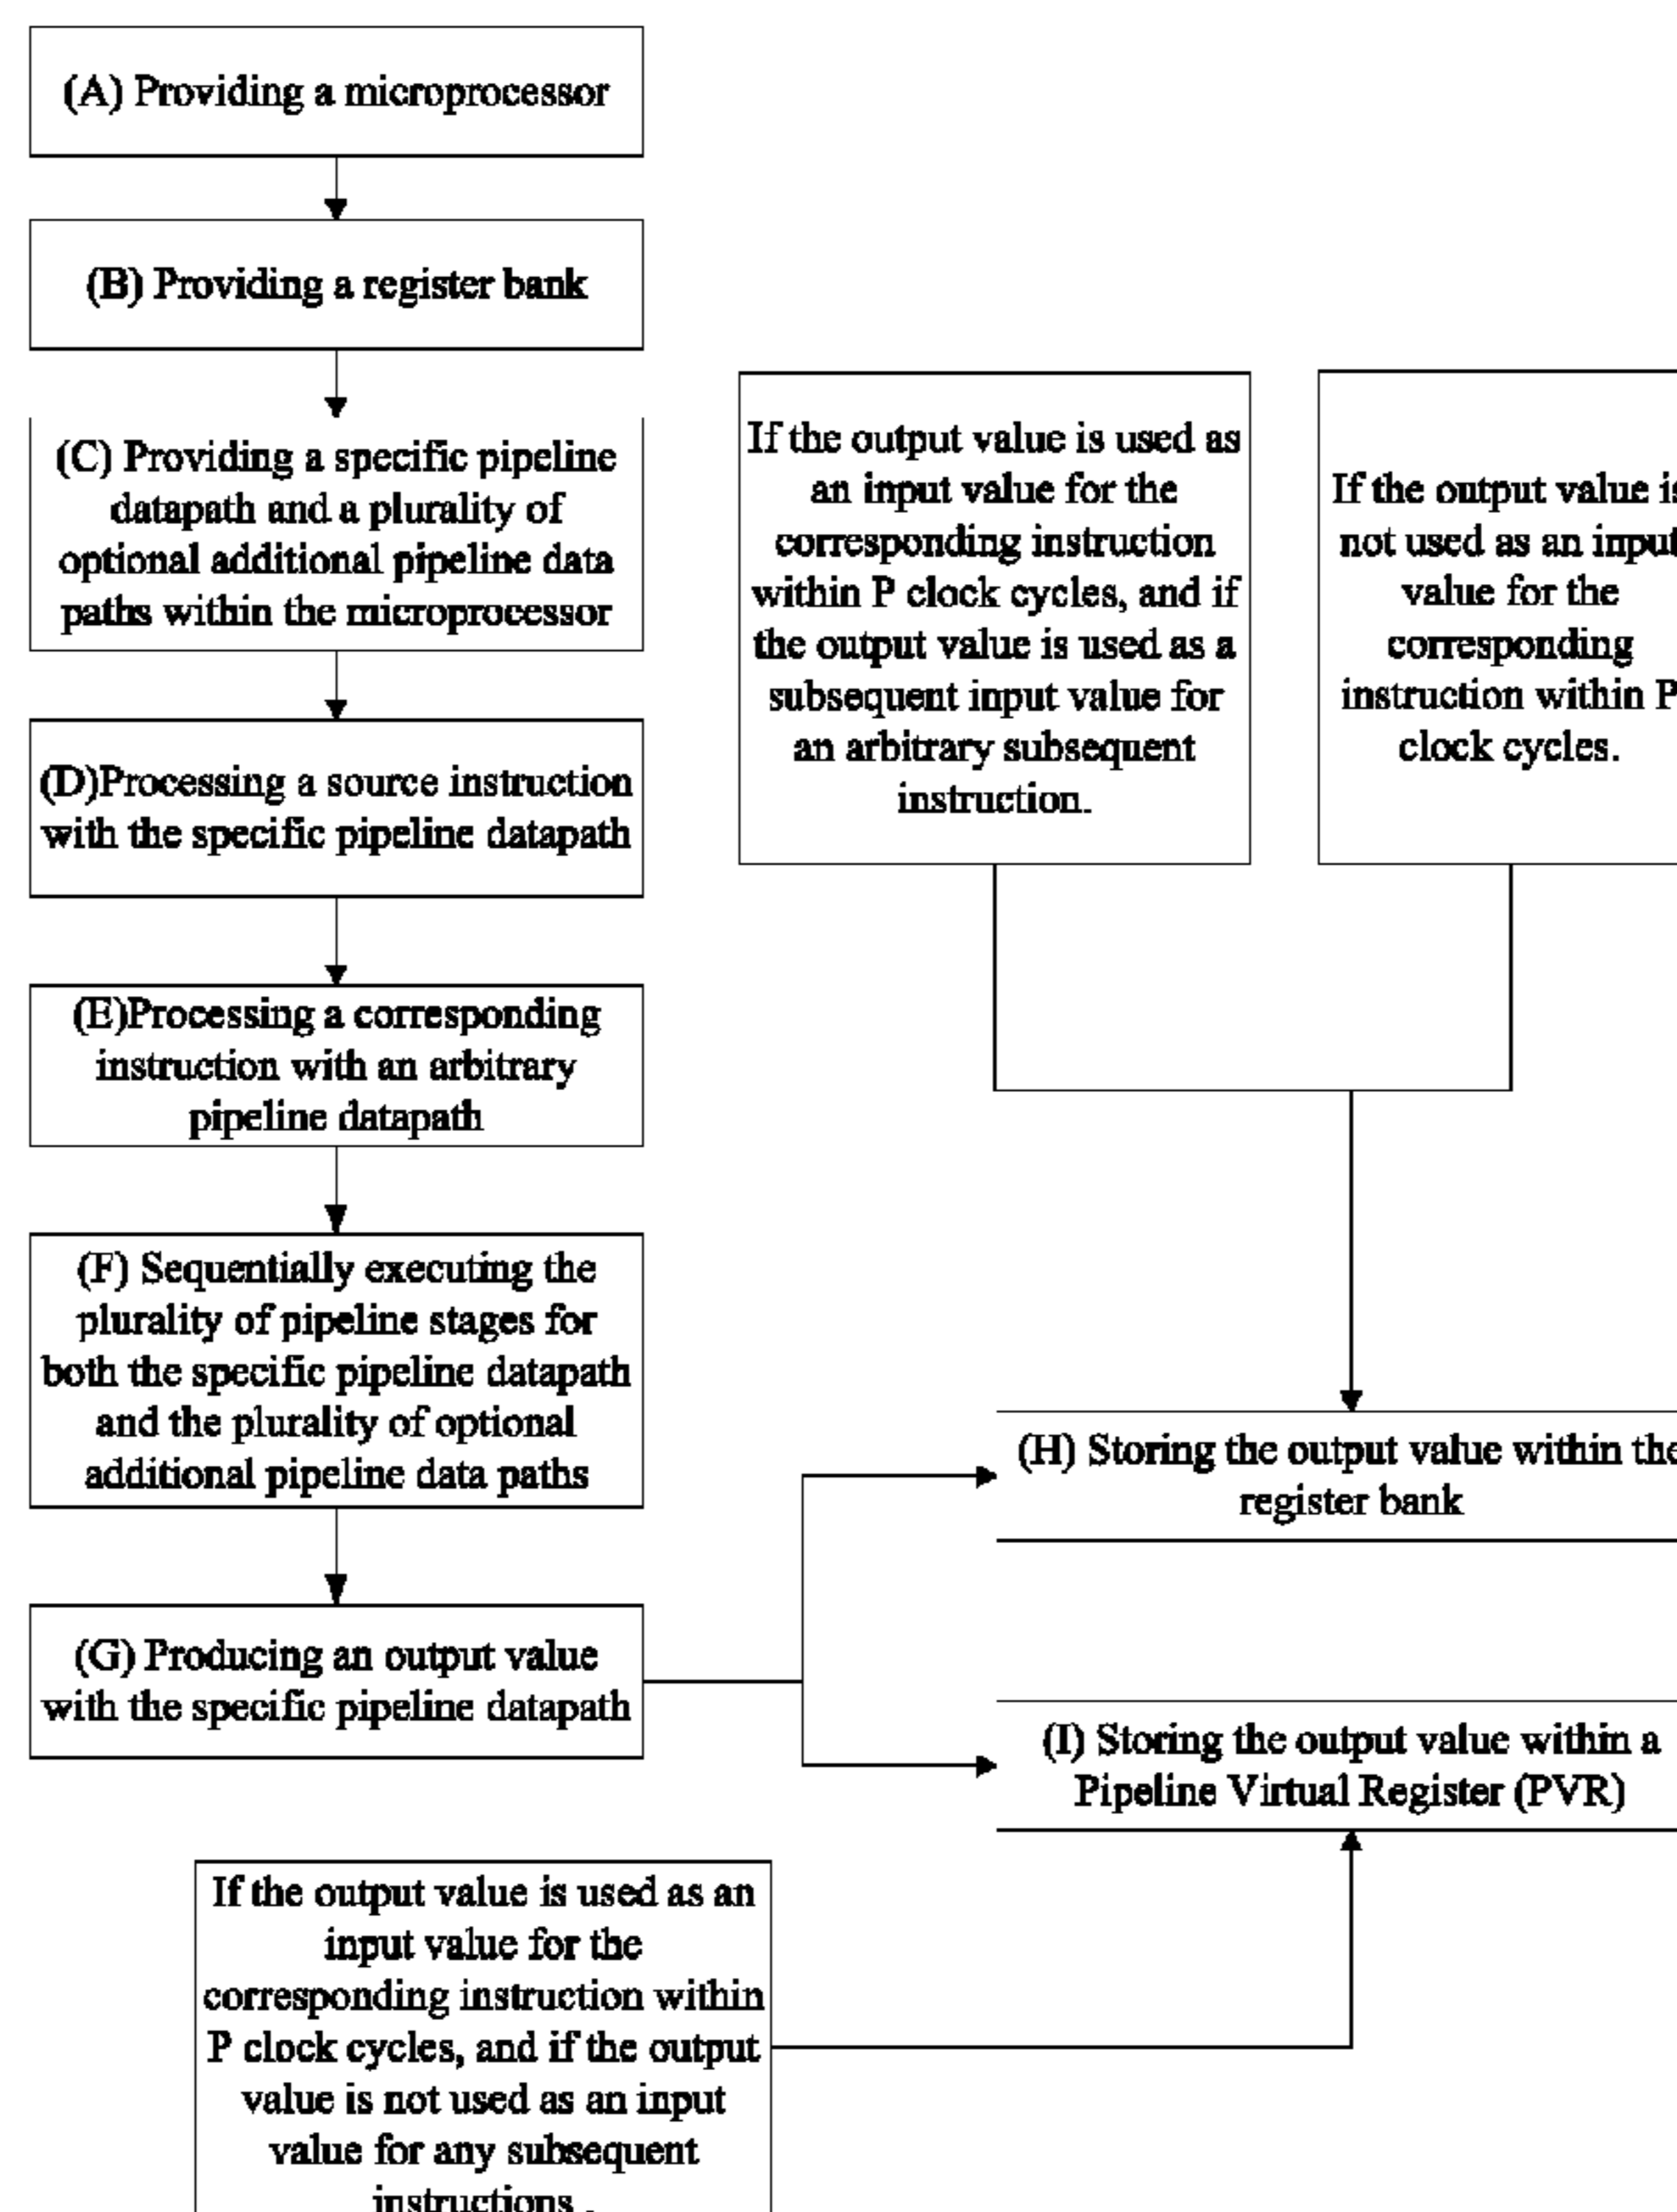 (A) Providing a microprocessor
(B) Providing a register bank
(C) Providing a specific pipeline
datapath and a plurality of
optional additional pipeline data
paths within the microprocessor
(D)Processing a source instruction
with the specific pipeline datapath
(E)Processing a corresponding
instruction with an arbitrary
pipeline datapath
(F) Sequentially executing the
plurality of pipeline stages for
both the specific pipeline datapath
and the plurality of optional
additional pipeline data paths
(G) Producing an output value
with the specific pipeline datapath
If the output value is used as
an input value for the
corresponding instruction
within P clock cycles, and if
the output value is used as a
subsequent input value for
an arbitrary subsequent
instruction.
If the output value is
not used as an input
value for the
corresponding
instruction within P
clock cycles.
(H) Storing the output value within the
register bank
(I) Storing the output value within a
Pipeline Virtual Register (PVR)
If the output value is used as an
input value for the
corresponding instruction within
P clock cycles, and if the output
value is not used as an input
value for any subsequent
instructions .